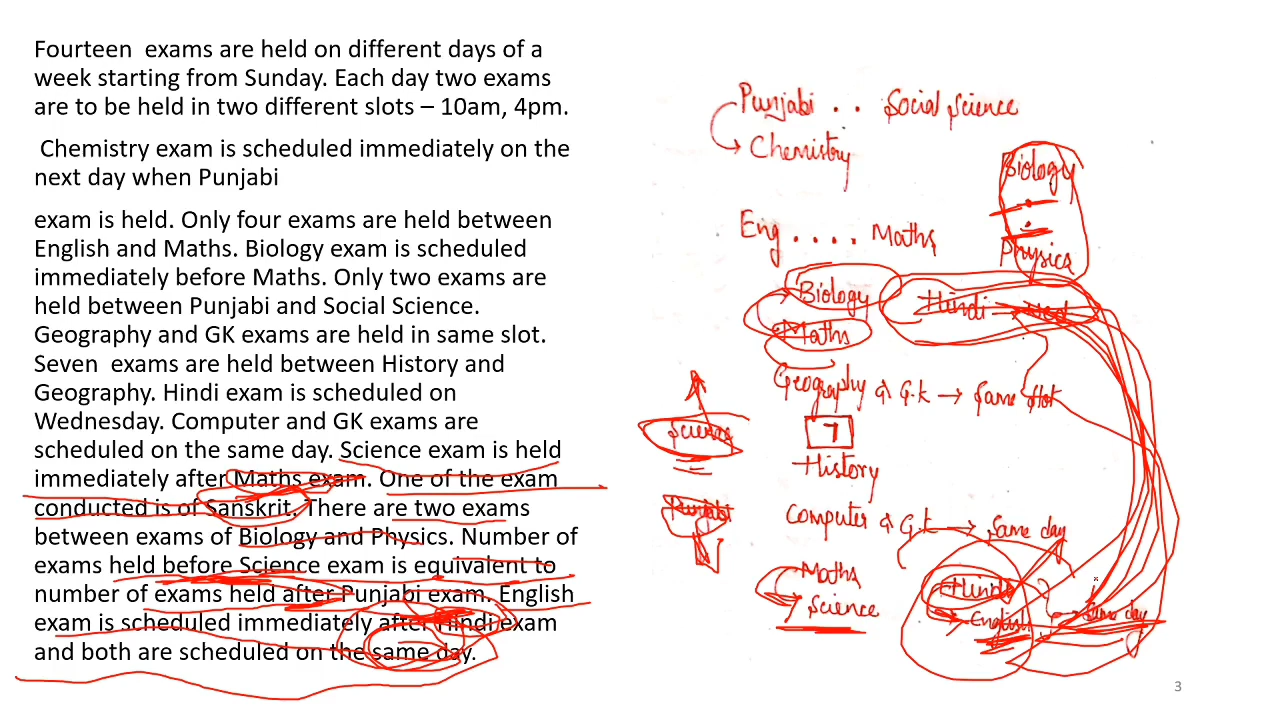 Fourteen exams are held on different days of a
week starting from Sunday. Each day two exams
are to be held in two different slots – 10am, 4pm.
Chemistry exam is scheduled immediately on the
next day when Punjabi
exam is held. Only four exams are held between
English and Maths. Biology exam is scheduled
immediately before Maths. Only two exams are
held between Punjabi and Social Science.
Geography and GK exams are held in same slot.
Seven exams are held between History and
Geography. Hindi exam is scheduled on
Wednesday. Computer and GK exams are
scheduled on the same day. Science exam is held
immediately after Maths exam. One of the exam
conducted is of Sanskrit. There are two exams
between exams of Biology and Physics. Number of
exams held before Science exam is equivalent to
number of exams held after Punjabi exam. English
exam is scheduled immediately after Hindi exam
and both are scheduled on the same day.
Punjabi . . Social Science
Chemistry
Biology
Physics
Eng . . . . Maths
Biology
Hindi → Wed
Maths
Geography & G.k → Same slot
Science
7
History
Punjabi
Computer & G.k → Same day
Maths
Science
Hindi
English
→ Same day
3